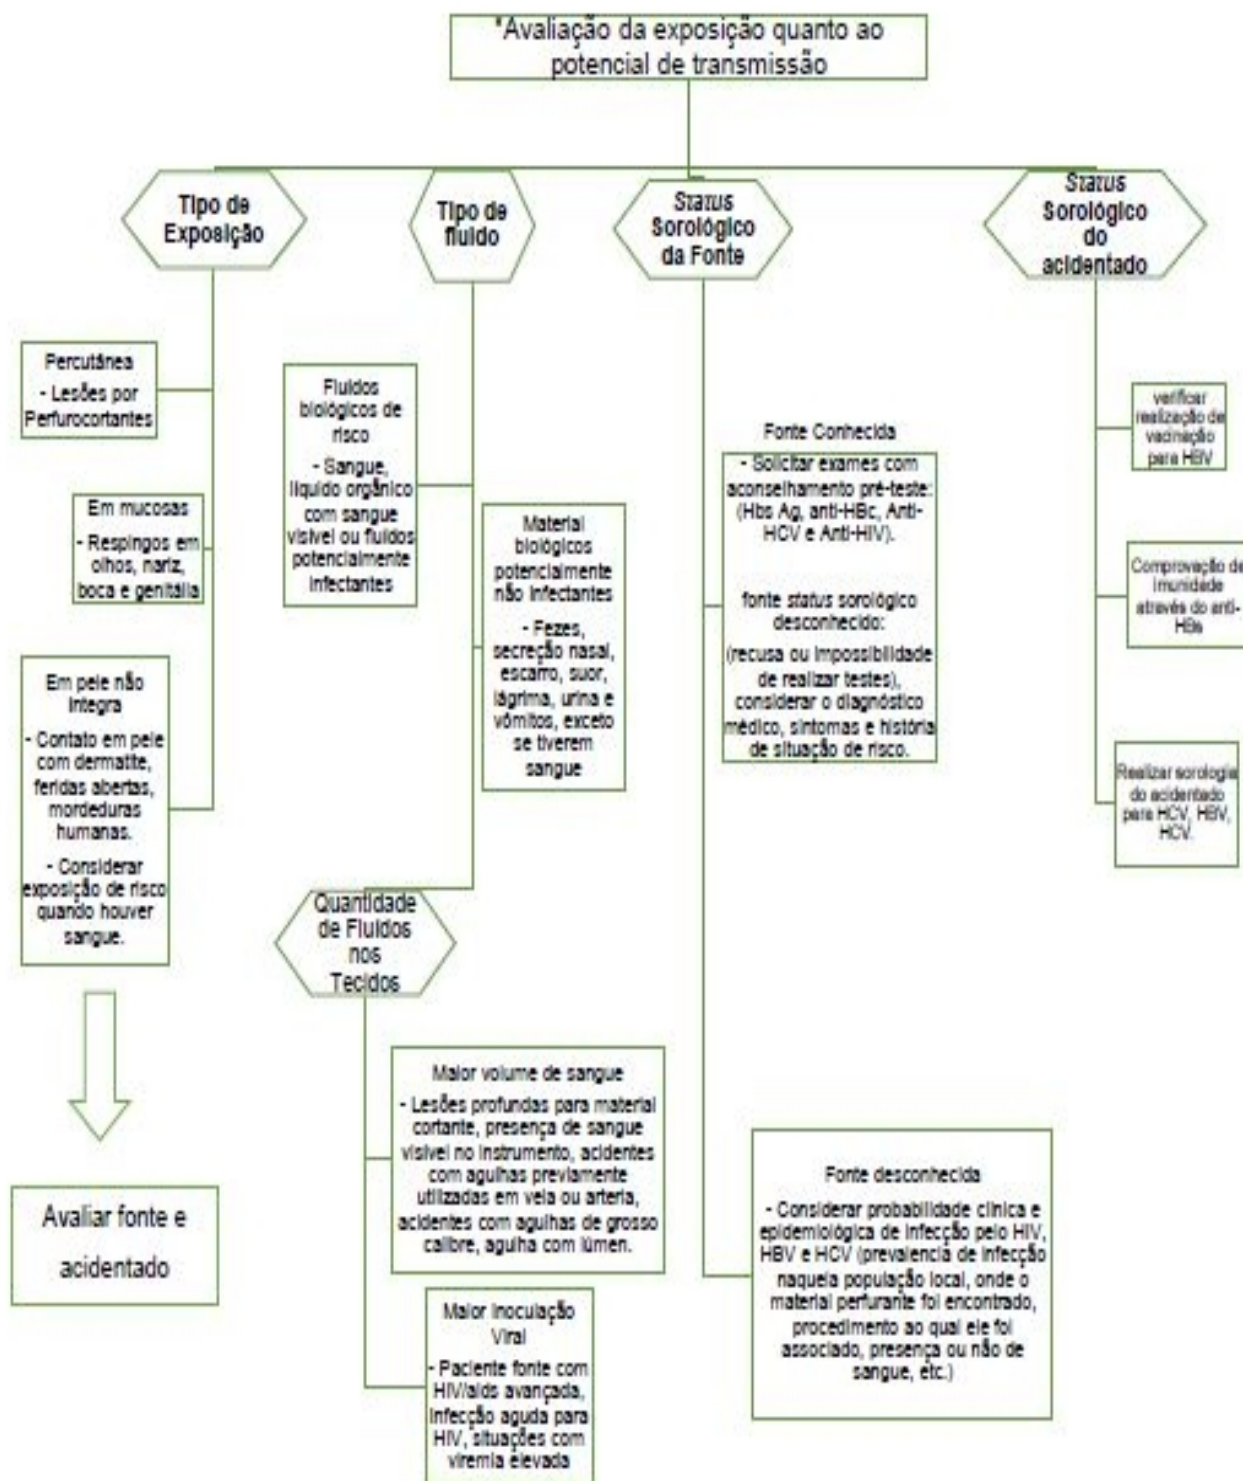 *Avaliação da exposição quanto ao
potencial de transmissão
Tipo de
Exposição
Percutânea
- Lesões por
Perfurocortantes
Em mucosas
- Respingos em
olhos, nariz,
boca e genitália
Em pele não
íntegra
- Contato em pele
com dermatite,
feridas abertas,
mordeduras
humanas.
- Considerar
exposição de risco
quando houver
sangue.
Avaliar fonte e
acidentado
Tipo de
fluido
Fluidos
biológicos de
risco
- Sangue,
líquido orgânico
com sangue
visível ou fluidos
potencialmente
infectantes
Material
biológicos
potencialmente
não infectantes
- Fezes,
secreção nasal,
escarro, suor,
lágrima, urina e
vômitos, exceto
se tiverem
sangue
Quantidade
de Fluidos
nos
Tecidos
Maior volume de sangue
- Lesões profundas para material
cortante, presença de sangue
visível no instrumento, acidentes
com agulhas previamente
utilizadas em veia ou arteria,
acidentes com agulhas de grosso
calibre, agulha com lúmen.
Maior inoculação
Viral
- Paciente fonte com
HIV/aids avançada,
infecção aguda para
HIV, situações com
viremia elevada
Status
Sorológico
da Fonte
Fonte Conhecida
- Solicitar exames com
aconselhamento pré-teste:
(Hbs Ag, anti-HBc, Anti-
HCV e Anti-HIV).
fonte status sorológico
desconhecido:
(recusa ou impossibilidade
de realizar testes),
considerar o diagnóstico
médico, sintomas e história
de situação de risco.
Fonte desconhecida
- Considerar probabilidade clínica e
epidemiológica de infecção pelo HIV,
HBV e HCV (prevalencia de infecção
naquela população local, onde o
material perfurante foi encontrado,
procedimento ao qual ele foi
associado, presença ou não de
sangue, etc.)
Status
Sorológico
do
acidentado
verificar
realização de
vacinação
para HBV
Comprovação de
imunidade
através do anti-
HBs
Realizar sorologia
do acidentado
para HCV, HBV,
HCV.